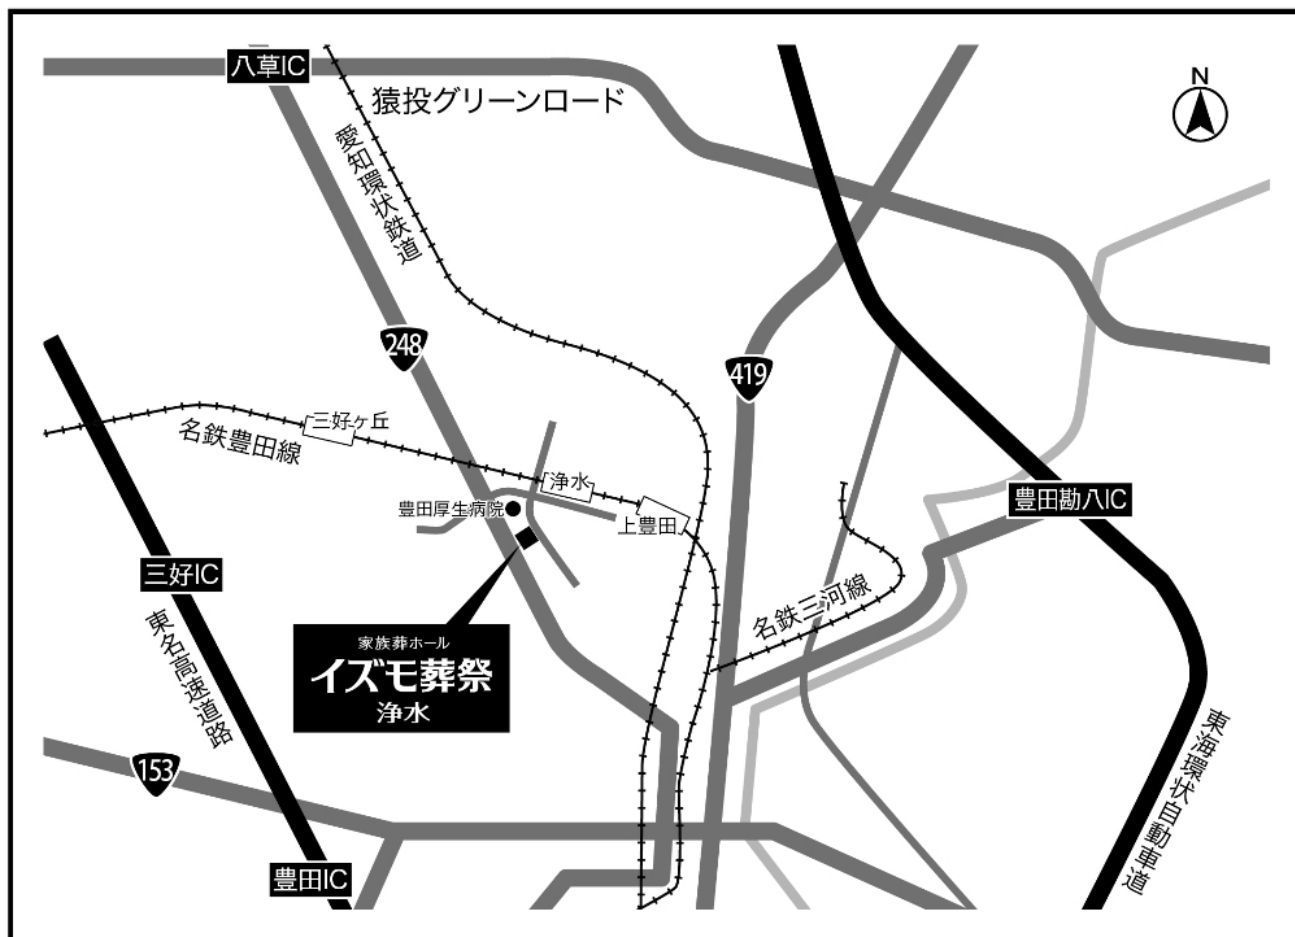 八草IC
N
猿投グリーンロード
愛知環状鉄道
248
419
三好ヶ丘
名鉄豊田線
浄水
豊田厚生病院
上豊田
豊田勘八IC
三好IC
名鉄三河線
東名高速道路
家族葬ホール
イズモ葬祭
浄水
153
東海環状自動車道
豊田IC